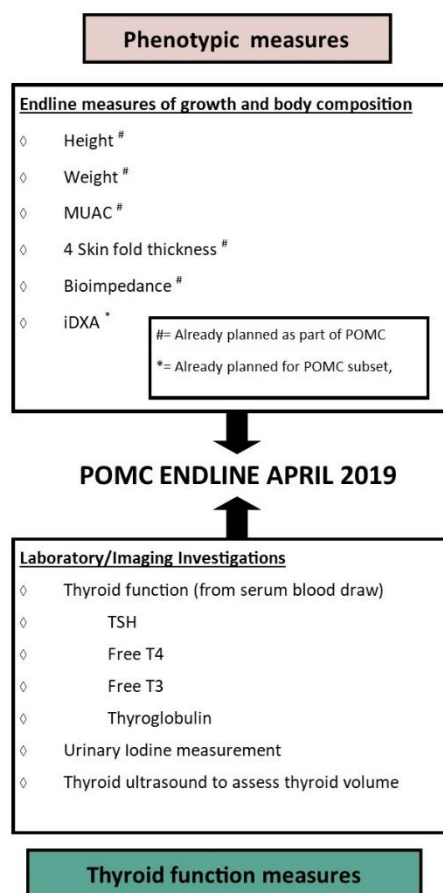 Phenotypic measures
Endline measures of growth and body composition
◊ Height #
◊ Weight #
◊ MUAC #
◊ 4 Skin fold thickness #
◊ Bioimpedance #
◊ iDXA *
#= Already planned as part of POMC
*= Already planned for POMC subset,
POMC ENDLINE APRIL 2019
Laboratory/Imaging Investigations
◊ Thyroid function (from serum blood draw)
◊ TSH
◊ Free T4
◊ Free T3
◊ Thyroglobulin
◊ Urinary Iodine measurement
◊ Thyroid ultrasound to assess thyroid volume
Thyroid function measures